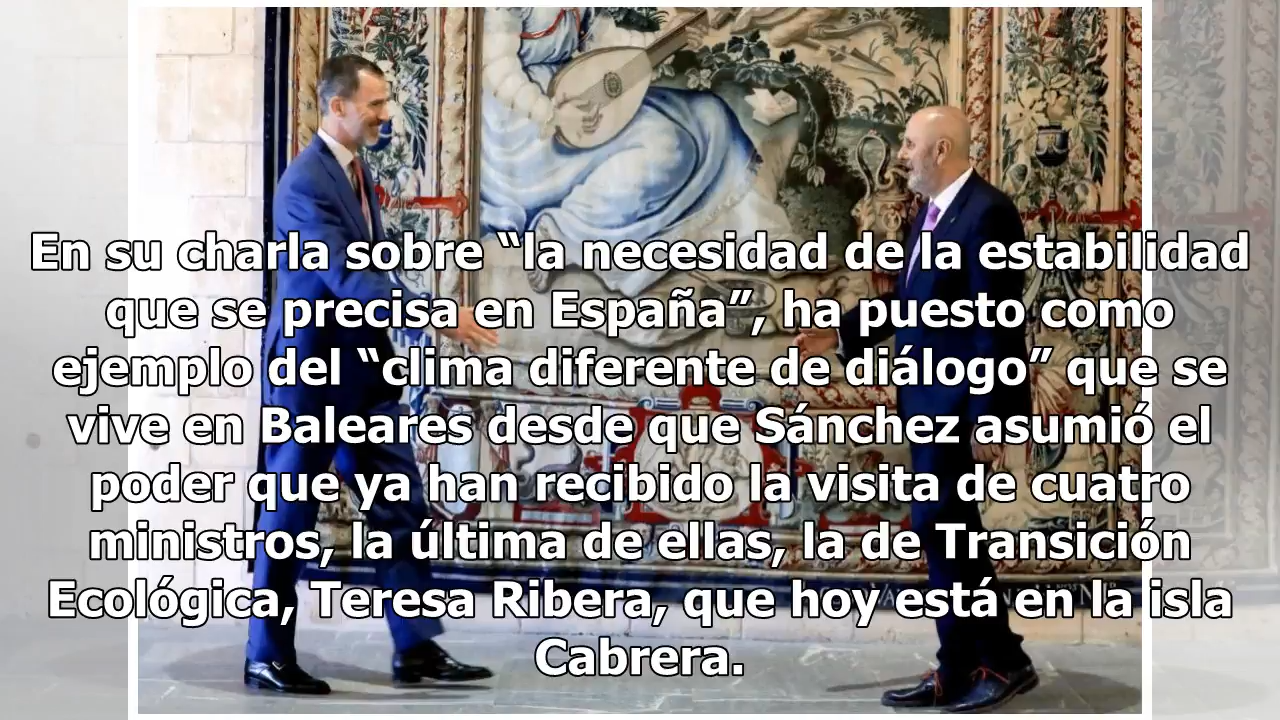 En su charla sobre “la necesidad de la estabilidad
que se precisa en España”, ha puesto como
ejemplo del “clima diferente de diálogo” que se
vive en Baleares desde que Sánchez asumió el
poder que ya han recibido la visita de cuatro
ministros, la última de ellas, la de Transición
Ecológica, Teresa Ribera, que hoy está en la isla
Cabrera.